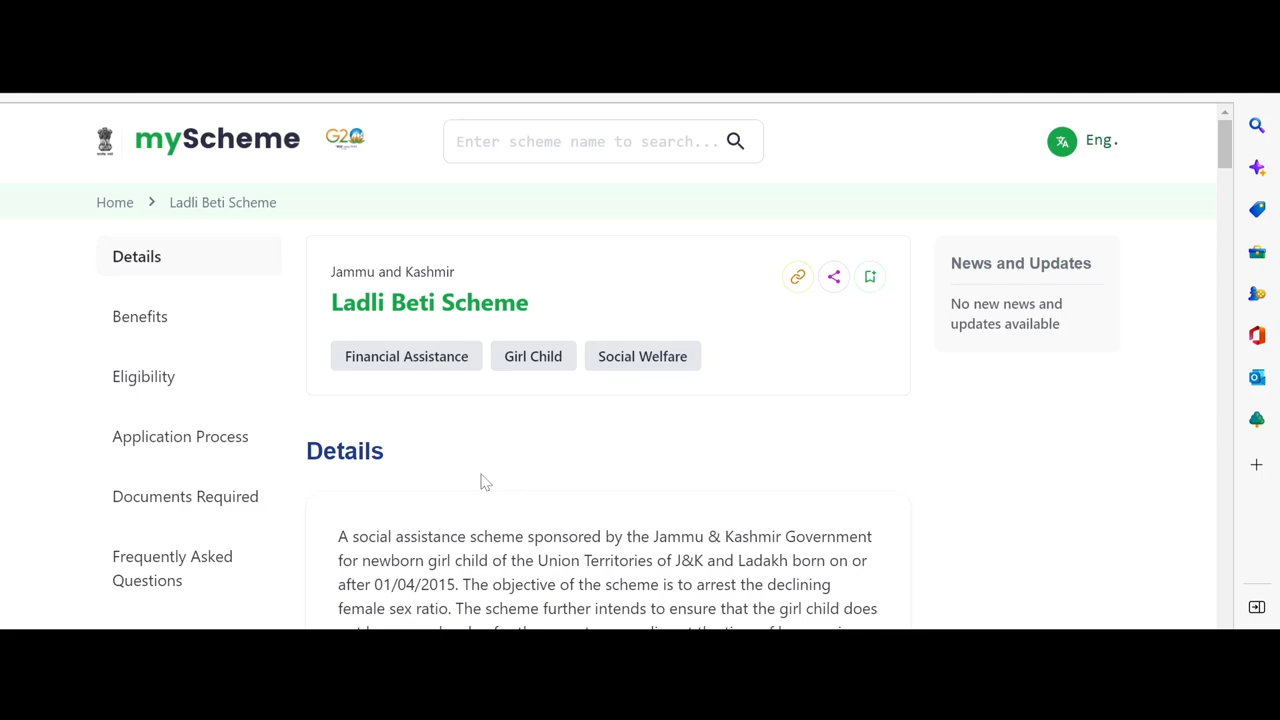 myScheme
G20
Enter scheme name to search...
Eng.
Home > Ladli Beti Scheme
Details
Benefits
Eligibility
Application Process
Documents Required
Frequently Asked
Questions
Jammu and Kashmir
Ladli Beti Scheme
Financial Assistance
Girl Child
Social Welfare
Details
A social assistance scheme sponsored by the Jammu & Kashmir Government
for newborn girl child of the Union Territories of J&K and Ladakh born on or
after 01/04/2015. The objective of the scheme is to arrest the declining
female sex ratio. The scheme further intends to ensure that the girl child does
News and Updates
No new news and
updates available